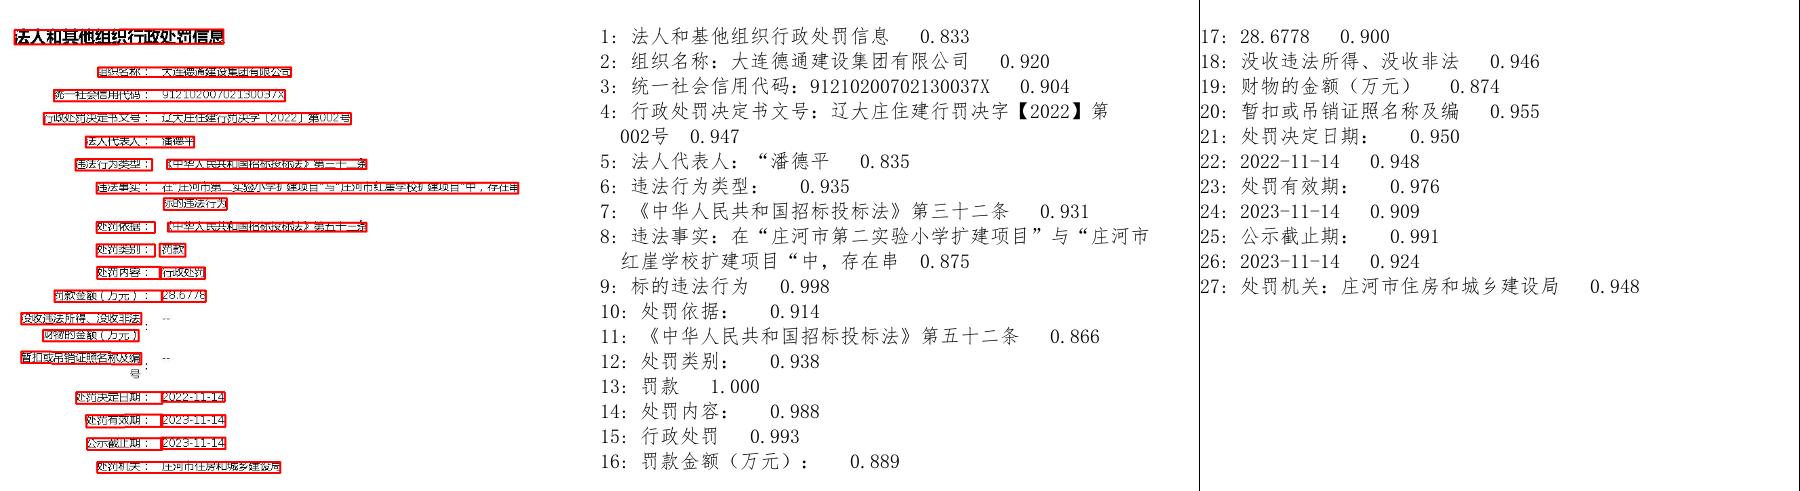 法人和其他组织行政处罚信息
组织名称： 大连德通建设集团有限公司
统一社会信用代码： 91210200702130037X
行政处罚决定书文号： 辽大庄住建行罚决字〔2022〕第002号
法人代表人： 潘德平
违法行为类型： 《中华人民共和国招标投标法》第三十二条
违法事实： 在“庄河市第二实验小学扩建项目”与“庄河市红崖学校扩建项目”中，存在串
标的违法行为
处罚依据： 《中华人民共和国招标投标法》第五十三条
处罚类别： 罚款
处罚内容： 行政处罚
罚款金额（万元）： 28.6778
没收违法所得、没收非法 ： --
财物的金额（万元）
暂扣或吊销证照名称及编 ： --
号
处罚决定日期： 2022-11-14
处罚有效期： 2023-11-14
公示截止期： 2023-11-14
处罚机关： 庄河市住房和城乡建设局
1: 法人和基他组织行政处罚信息 0.833
2: 组织名称：大连德通建设集团有限公司 0.920
3: 统一社会信用代码：91210200702130037X 0.904
4: 行政处罚决定书文号：辽大庄住建行罚决字【2022】第
002号 0.947
5: 法人代表人：“潘德平 0.835
6: 违法行为类型： 0.935
7: 《中华人民共和国招标投标法》第三十二条 0.931
8: 违法事实：在“庄河市第二实验小学扩建项目”与“庄河市
红崖学校扩建项目“中，存在串 0.875
9: 标的违法行为 0.998
10: 处罚依据： 0.914
11: 《中华人民共和国招标投标法》第五十二条 0.866
12: 处罚类别： 0.938
13: 罚款 1.000
14: 处罚内容： 0.988
15: 行政处罚 0.993
16: 罚款金额（万元）： 0.889
17: 28.6778 0.900
18: 没收违法所得、没收非法 0.946
19: 财物的金额（万元） 0.874
20: 暂扣或吊销证照名称及编 0.955
21: 处罚决定日期： 0.950
22: 2022-11-14 0.948
23: 处罚有效期： 0.976
24: 2023-11-14 0.909
25: 公示截止期： 0.991
26: 2023-11-14 0.924
27: 处罚机关：庄河市住房和城乡建设局 0.948